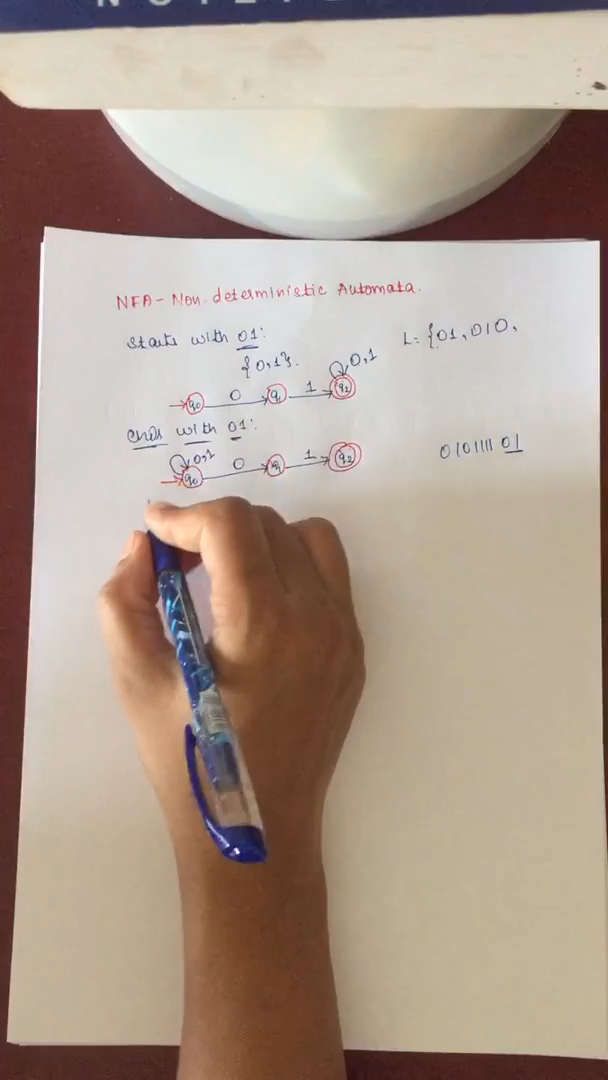 NFA - Non-deterministic Automata.
Starts with 01:
L = {01, 010,
{0,1}.
0,1
q0 0 q1 1 q2
Ends with 01:
0,1
q0 0 q1 1 q2
01011111 01